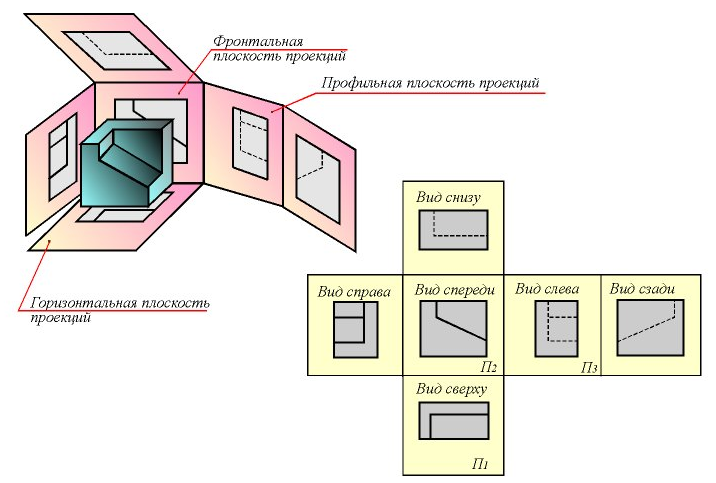 Фронтальная
плоскость проекций
Профильная плоскость проекций
Горизонтальная плоскость
проекций
Вид снизу
Вид справа
Вид спереди
П2
Вид слева
П3
Вид сзади
Вид сверху
П1